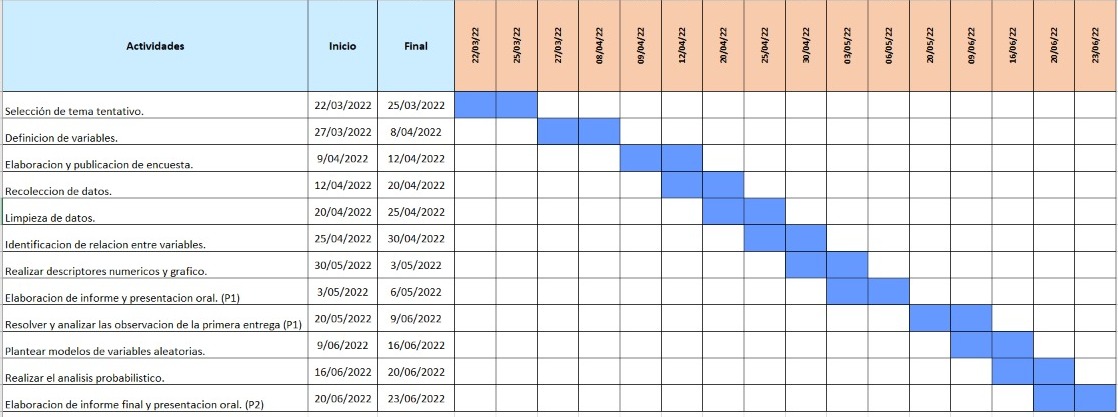 Actividades Inicio Final 22/03/22 25/03/22 27/03/22 08/04/22 09/04/22 12/04/22 20/04/22 25/04/22 30/04/22 03/05/22 06/05/22 20/05/22 09/06/22 16/06/22 20/06/22 23/06/22
Selección de tema tentativo. 22/03/2022 25/03/2022
Definicion de variables. 27/03/2022 8/04/2022
Elaboracion y publicacion de encuesta. 9/04/2022 12/04/2022
Recoleccion de datos. 12/04/2022 20/04/2022
Limpieza de datos. 20/04/2022 25/04/2022
Identificacion de relacion entre variables. 25/04/2022 30/04/2022
Realizar descriptores numericos y grafico. 30/05/2022 3/05/2022
Elaboracion de informe y presentacion oral. (P1) 3/05/2022 6/05/2022
Resolver y analizar las observacion de la primera entrega (P1) 20/05/2022 9/06/2022
Plantear modelos de variables aleatorias. 9/06/2022 16/06/2022
Realizar el analisis probabilistico. 16/06/2022 20/06/2022
Elaboracion de informe final y presentacion oral. (P2) 20/06/2022 23/06/2022